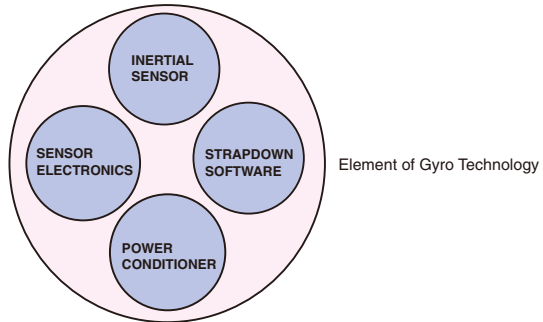 INERTIAL
SENSOR
SENSOR
ELECTRONICS
STRAPDOWN
SOFTWARE
Element of Gyro Technology
POWER
CONDITIONER